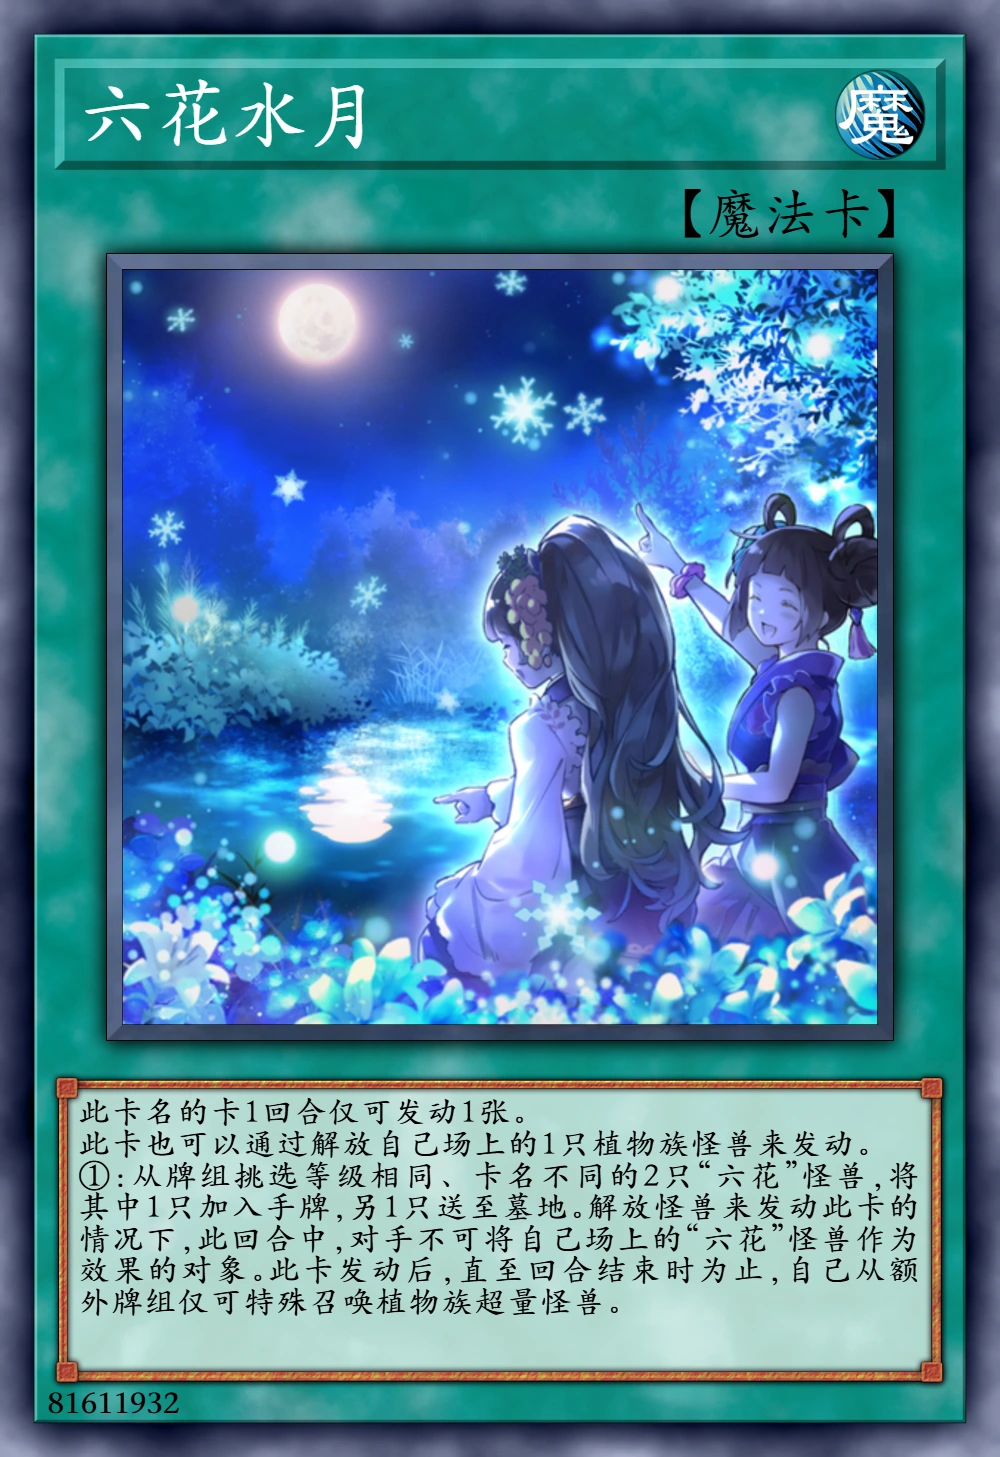 六花水月
魔
【魔法卡】
此卡名的卡1回合仅可发动1张。
此卡也可以通过解放自己场上的1只植物族怪兽来发动。
①:从牌组挑选等级相同、卡名不同的2只“六花”怪兽,将
其中1只加入手牌,另1只送至墓地。解放怪兽来发动此卡的
情况下,此回合中,对手不可将自己场上的“六花”怪兽作为
效果的对象。此卡发动后,直至回合结束时为止,自己从额
外牌组仅可特殊召唤植物族超量怪兽。
81611932